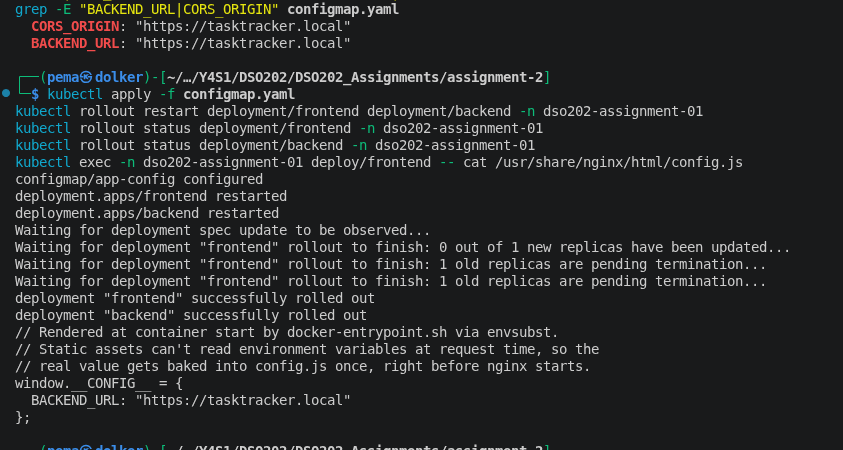 grep -E "BACKEND_URL|CORS_ORIGIN" configmap.yaml
  CORS_ORIGIN: "https://tasktracker.local"
  BACKEND_URL: "https://tasktracker.local"

┌──(pema㉿dolker)-[~/…/Y4S1/DSO202/DSO202_Assignments/assignment-2]
└─$ kubectl apply -f configmap.yaml
kubectl rollout restart deployment/frontend deployment/backend -n dso202-assignment-01
kubectl rollout status deployment/frontend -n dso202-assignment-01
kubectl rollout status deployment/backend -n dso202-assignment-01
kubectl exec -n dso202-assignment-01 deploy/frontend -- cat /usr/share/nginx/html/config.js
configmap/app-config configured
deployment.apps/frontend restarted
deployment.apps/backend restarted
Waiting for deployment spec update to be observed...
Waiting for deployment "frontend" rollout to finish: 0 out of 1 new replicas have been updated...
Waiting for deployment "frontend" rollout to finish: 1 old replicas are pending termination...
Waiting for deployment "frontend" rollout to finish: 1 old replicas are pending termination...
deployment "frontend" successfully rolled out
deployment "backend" successfully rolled out
// Rendered at container start by docker-entrypoint.sh via envsubst.
// Static assets can't read environment variables at request time, so the
// real value gets baked into config.js once, right before nginx starts.
window.__CONFIG__ = {
  BACKEND_URL: "https://tasktracker.local"
};

(pema㉿dolker)-[~/…/Y4S1/DSO202/DSO202_Assignments/assignment-2]